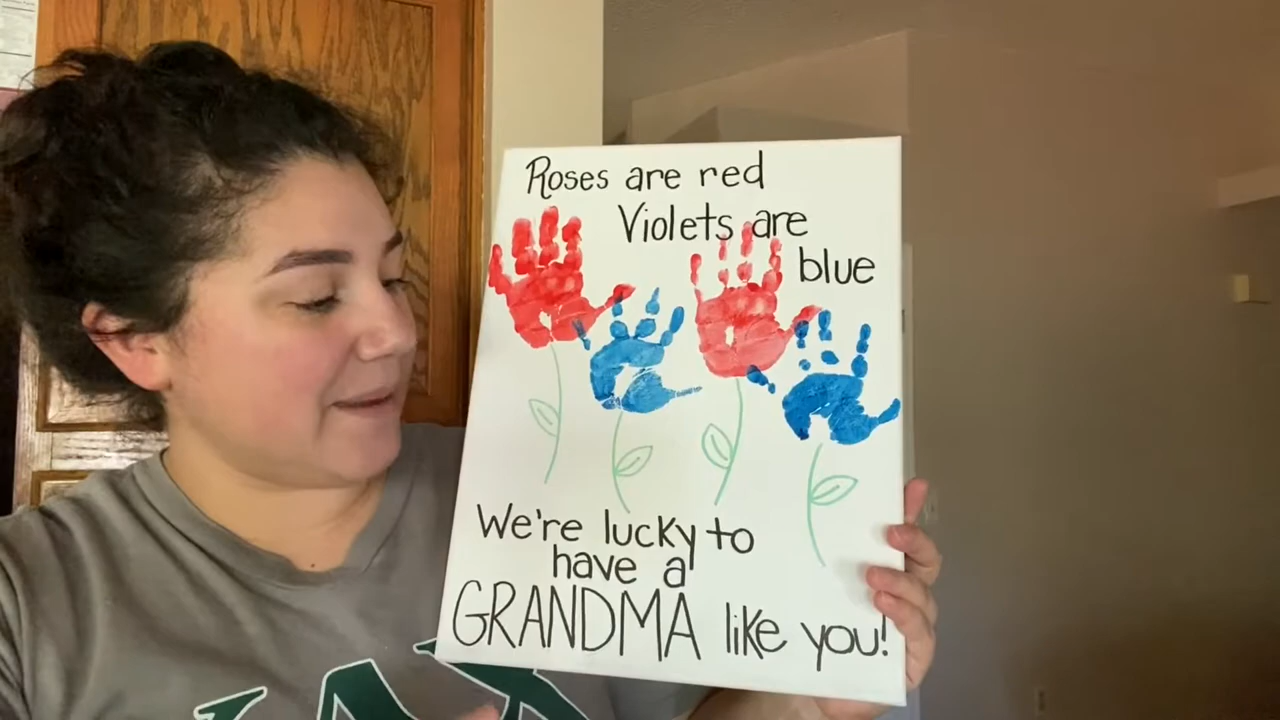 Roses are red
Violets are
blue
We're lucky to
have a
GRANDMA like you!